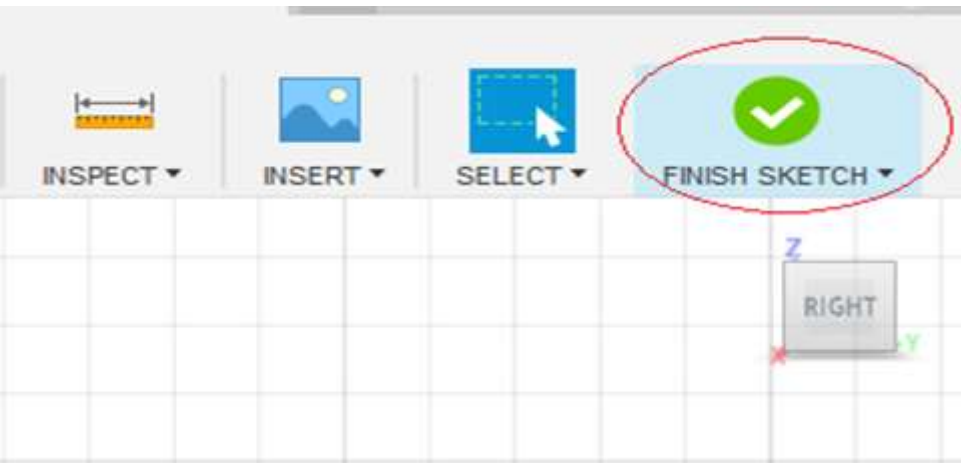 INSPECT INSERT SELECT FINISH SKETCH
Z
RIGHT
X Y